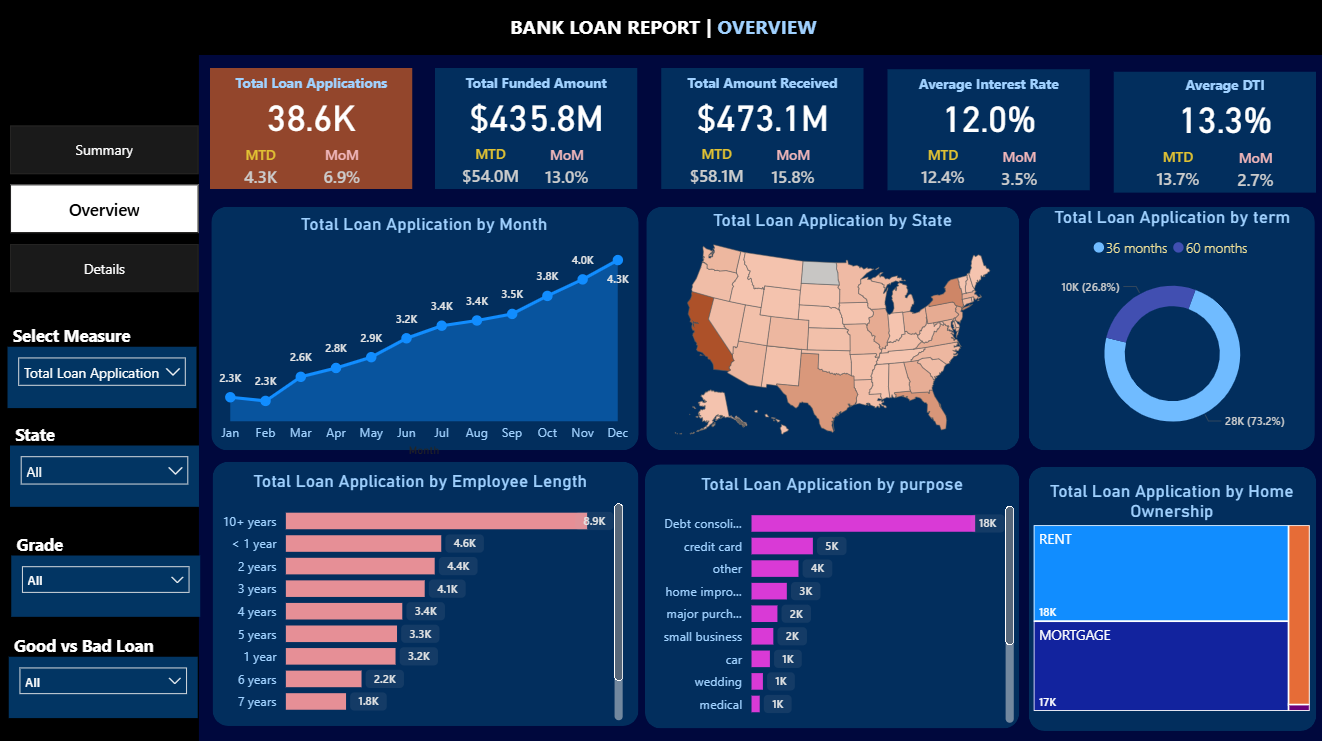 BANK LOAN REPORT | OVERVIEW
Summary
Overview
Details
Select Measure
Total Loan Application
State
All
Grade
All
Good vs Bad Loan
All
Total Loan Applications
38.6K
MTD MoM
4.3K 6.9%
Total Funded Amount
$435.8M
MTD MoM
$54.0M 13.0%
Total Amount Received
$473.1M
MTD MoM
$58.1M 15.8%
Average Interest Rate
12.0%
MTD MoM
12.4% 3.5%
Average DTI
13.3%
MTD MoM
13.7% 2.7%
Total Loan Application by Month
2.3K 2.3K 2.6K 2.8K 2.9K 3.2K 3.4K 3.4K 3.5K 3.8K 4.0K 4.3K
Jan Feb Mar Apr May Jun Jul Aug Sep Oct Nov Dec
Month
Total Loan Application by State
Total Loan Application by term
36 months 60 months
10K (26.8%)
28K (73.2%)
Total Loan Application by Employee Length
10+ years 8.9K
< 1 year 4.6K
2 years 4.4K
3 years 4.1K
4 years 3.4K
5 years 3.3K
1 year 3.2K
6 years 2.2K
7 years 1.8K
Total Loan Application by purpose
Debt consoli... 18K
credit card 5K
other 4K
home impro... 3K
major purch... 2K
small business 2K
car 1K
wedding 1K
medical 1K
Total Loan Application by Home
Ownership
RENT
18K
MORTGAGE
17K